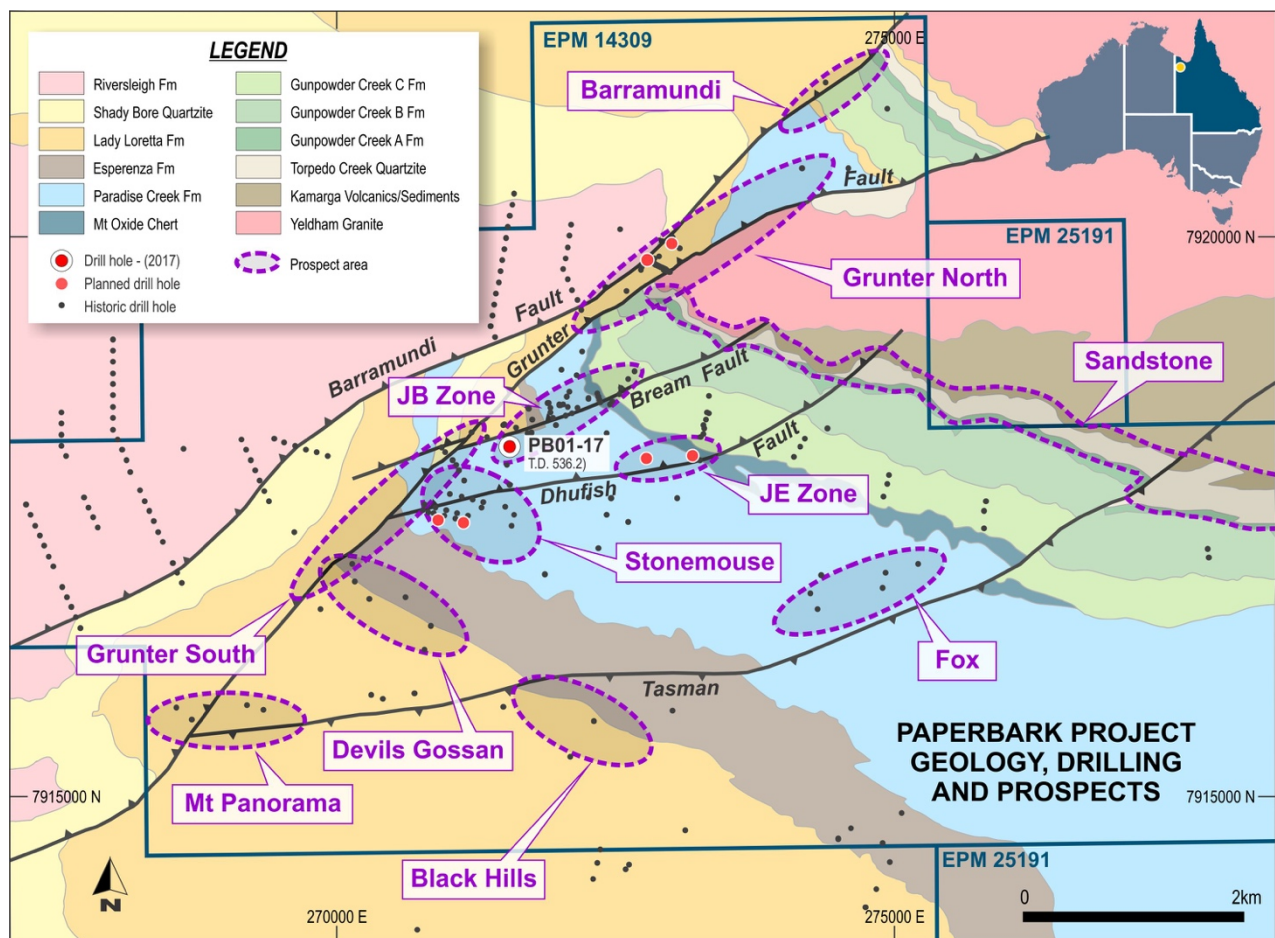 LEGEND
Riversleigh Fm
Shady Bore Quartzite
Lady Loretta Fm
Esperenza Fm
Paradise Creek Fm
Mt Oxide Chert
Gunpowder Creek C Fm
Gunpowder Creek B Fm
Gunpowder Creek A Fm
Torpedo Creek Quartzite
Kamarga Volcanics/Sediments
Yeldham Granite
Drill hole - (2017)
Planned drill hole
Historic drill hole
Prospect area
EPM 14309
275000 E
Barramundi
Fault
7920000 N
EPM 25191
Grunter North
Sandstone
Barramundi
Fault
Grunter
JB Zone
Bream
Fault
PB01-17
T.D. 536.2)
Dhufish
Fault
JE Zone
Stonemouse
Grunter South
Fox
Tasman
Devils Gossan
Mt Panorama
Black Hills
PAPERBARK PROJECT
GEOLOGY, DRILLING
AND PROSPECTS
7915000 N
7915000 N
EPM 25191
N
270000 E
275000 E
0
2km